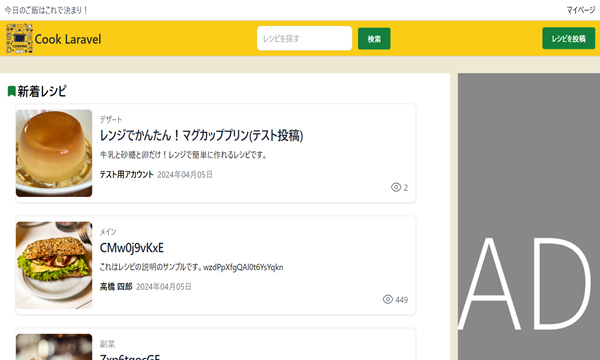 今日のご飯はこれで決まり！
マイページ
Cook Laravel
レシピを探す
検索
レシピを投稿
新着レシピ
デザート
レンジでかんたん！マグカッププリン(テスト投稿)
牛乳と砂糖と卵だけ！レンジで簡単に作れるレシピです。
テスト用アカウント 2024年04月05日
2
メイン
CMw0j9vKxE
これはレシピの説明のサンプルです。wzdPpXfgQAl0t6YsYqkn
高橋 四郎 2024年04月05日
449
副菜
AD